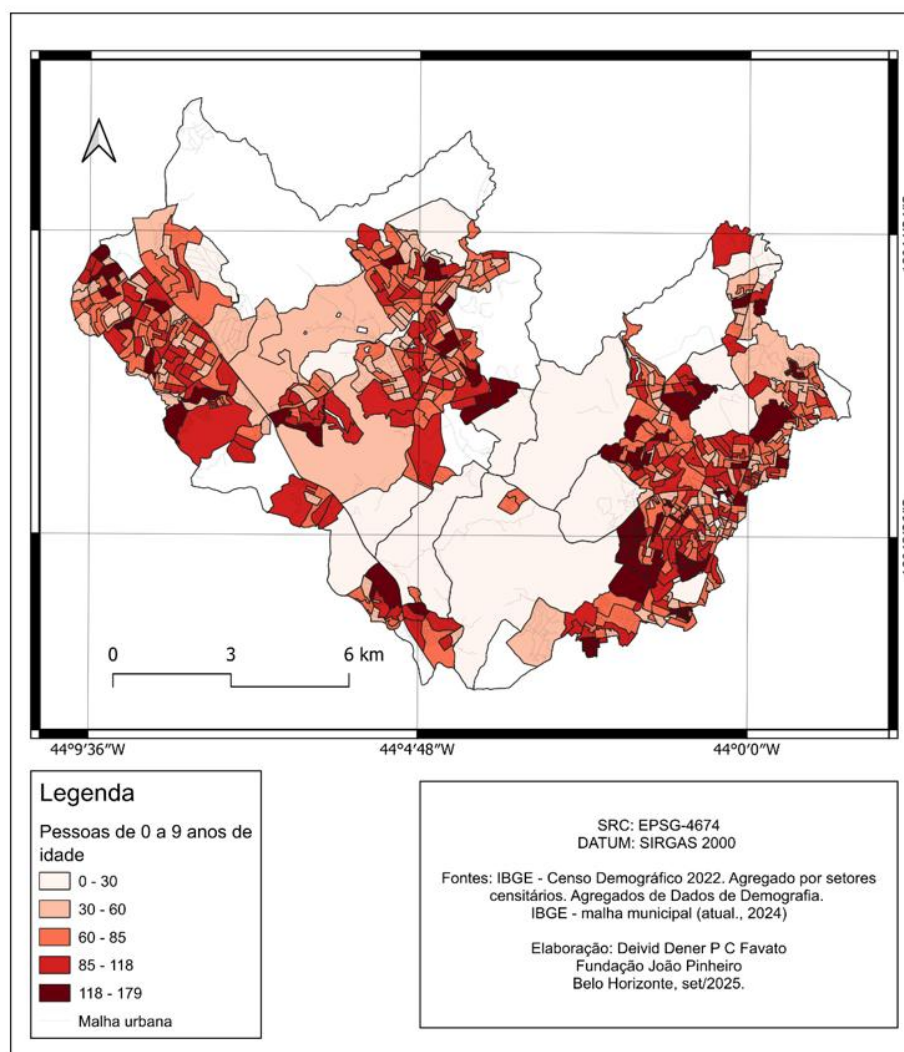 0 3 6 km
44°9'36"W 44°4'48"W 44°0'0"W
Legenda
Pessoas de 0 a 9 anos de
idade
0 - 30
30 - 60
60 - 85
85 - 118
118 - 179
Malha urbana
SRC: EPSG-4674
DATUM: SIRGAS 2000
Fontes: IBGE - Censo Demográfico 2022. Agregado por setores
censitários. Agregados de Dados de Demografia.
IBGE - malha municipal (atual., 2024)
Elaboração: Deivid Dener P C Favato
Fundação João Pinheiro
Belo Horizonte, set/2025.